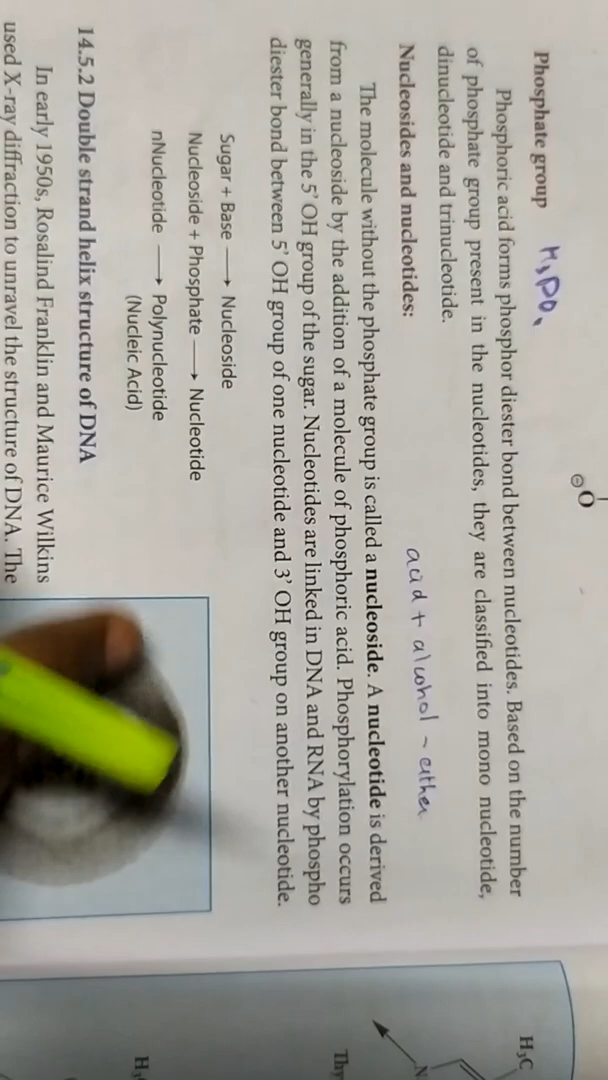 ⊖O
Phosphate group H3PO4
Phosphoric acid forms phosphor diester bond between nucleotides. Based on the number
of phosphate group present in the nucleotides, they are classified into mono nucleotide,
dinucleotide and trinucleotide.
Nucleosides and nucleotides:
acid + alcohol - ether
The molecule without the phosphate group is called a nucleoside. A nucleotide is derived
from a nucleoside by the addition of a molecule of phosphoric acid. Phosphorylation occurs
generally in the 5' OH group of the sugar. Nucleotides are linked in DNA and RNA by phospho
diester bond between 5' OH group of one nucleotide and 3' OH group on another nucleotide.
Sugar + Base ⟶ Nucleoside
Nucleoside + Phosphate ⟶ Nucleotide
nNucleotide ⟶ Polynucleotide
(Nucleic Acid)
14.5.2 Double strand helix structure of DNA
In early 1950s, Rosalind Franklin and Maurice Wilkins
used X-ray diffraction to unravel the structure of DNA. The
H₃C
N
Thy